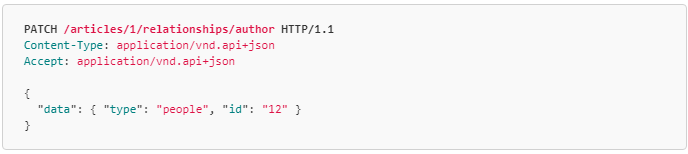 PATCH /articles/1/relationships/author HTTP/1.1
Content-Type: application/vnd.api+json
Accept: application/vnd.api+json

{
  "data": { "type": "people", "id": "12" }
}